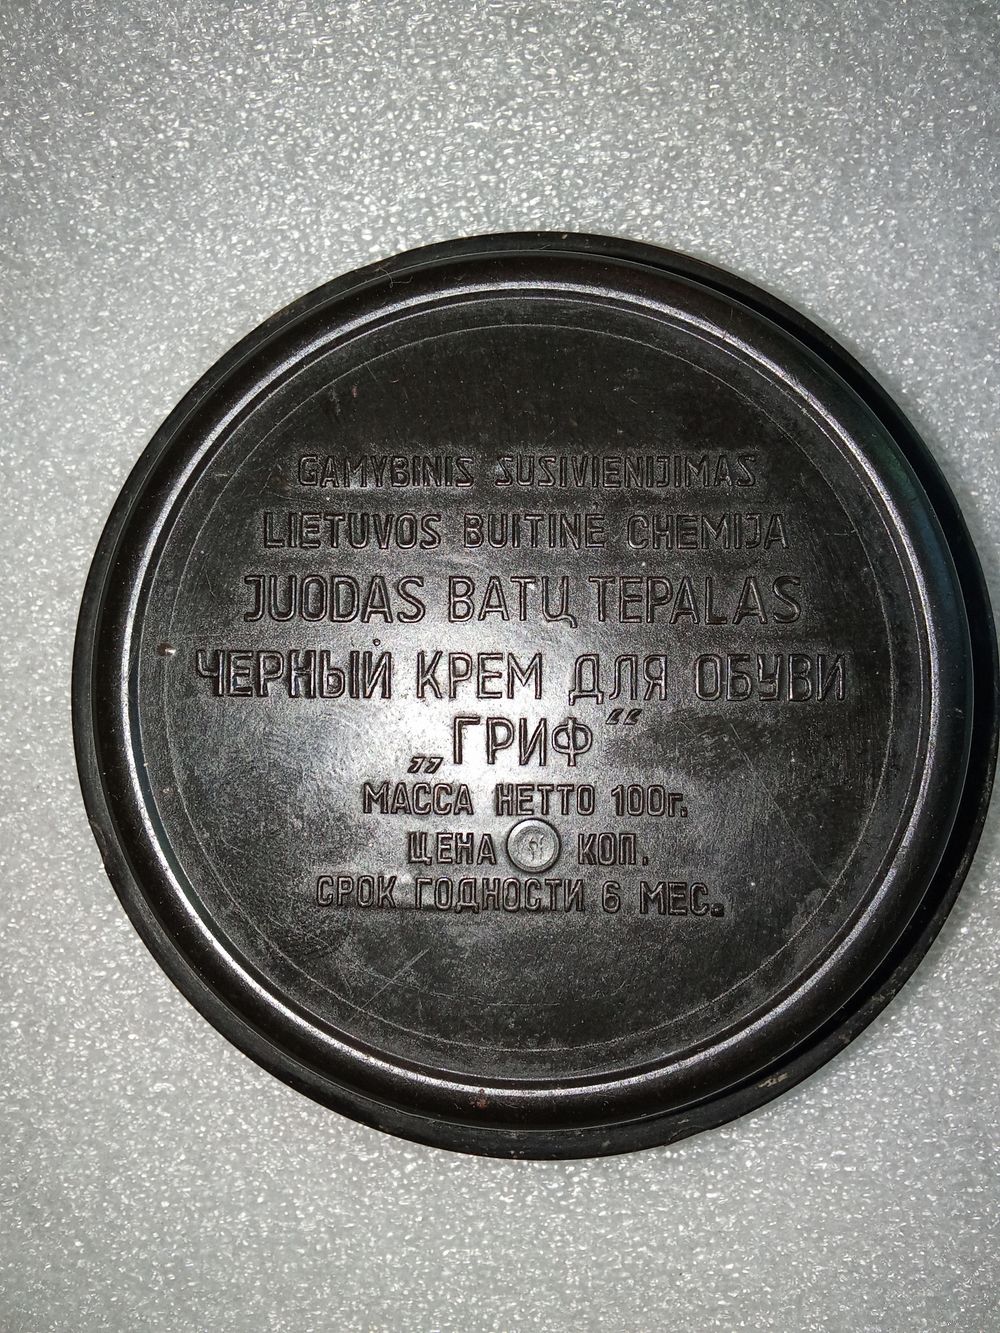 GAMYBINIS SUSIVIENIJIMAS
LIETUVOS BUITINE CHEMIJA
JUODAS BATŲ TEPALAS
ЧЕРНЫЙ КРЕМ ДЛЯ ОБУВИ
„ГРИФ“
МАССА НЕТТО 100г.
ЦЕНА КОП.
СРОК ГОДНОСТИ 6 МЕС.